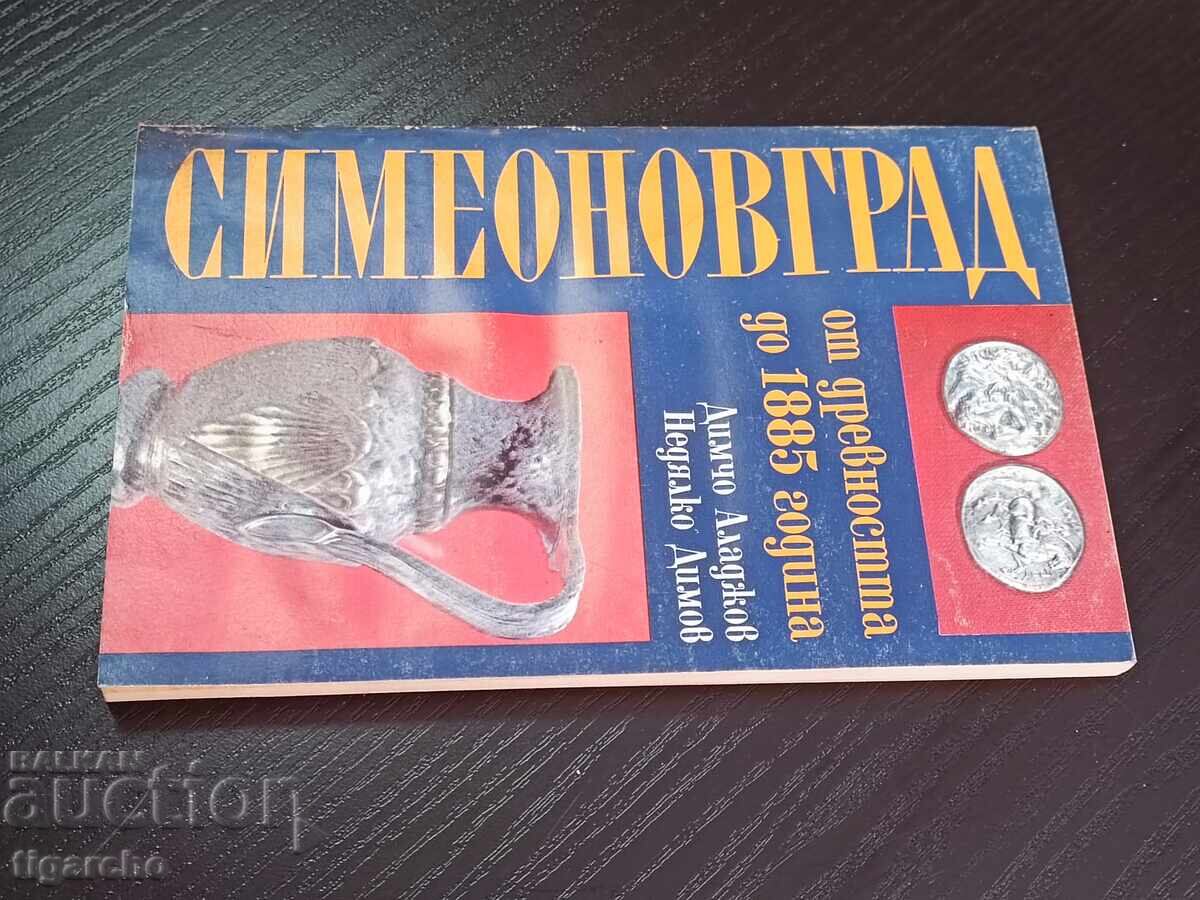 СИМЕОНОВГРАД
от древността
до 1885 година
Димчо Аладжов
Недялко Димов
BALKAN
auction
tigarcho